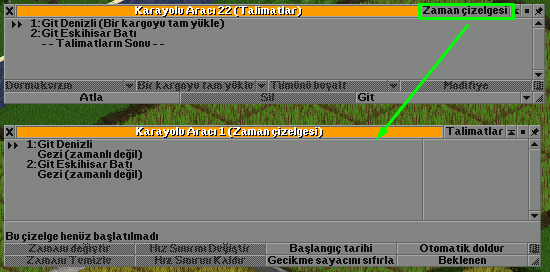 Karayolu Aracı 22 (Talimatlar) Zaman çizelgesi
1: Git Denizli (Bir kargoyu tam yükle)
2: Git Eskihisar Batı
- - Talimatların Sonu - -
Durmaksızın Bir kargoyu tam yükle Tümünü boşalt Modifiye
Atla Sil Git
Karayolu Aracı 1 (Zaman çizelgesi) Talimatlar
1: Git Denizli
Gezi (zamanlı değil)
2: Git Eskihisar Batı
Gezi (zamanlı değil)
Bu çizelge henüz başlatılmadı
Zamanı değiştir Hız Sınırını Değiştir Başlangıç tarihi Otomatik doldur
Zamanı Temizle Hız Sınırını Kaldır Gecikme sayacını sıfırla Beklenen